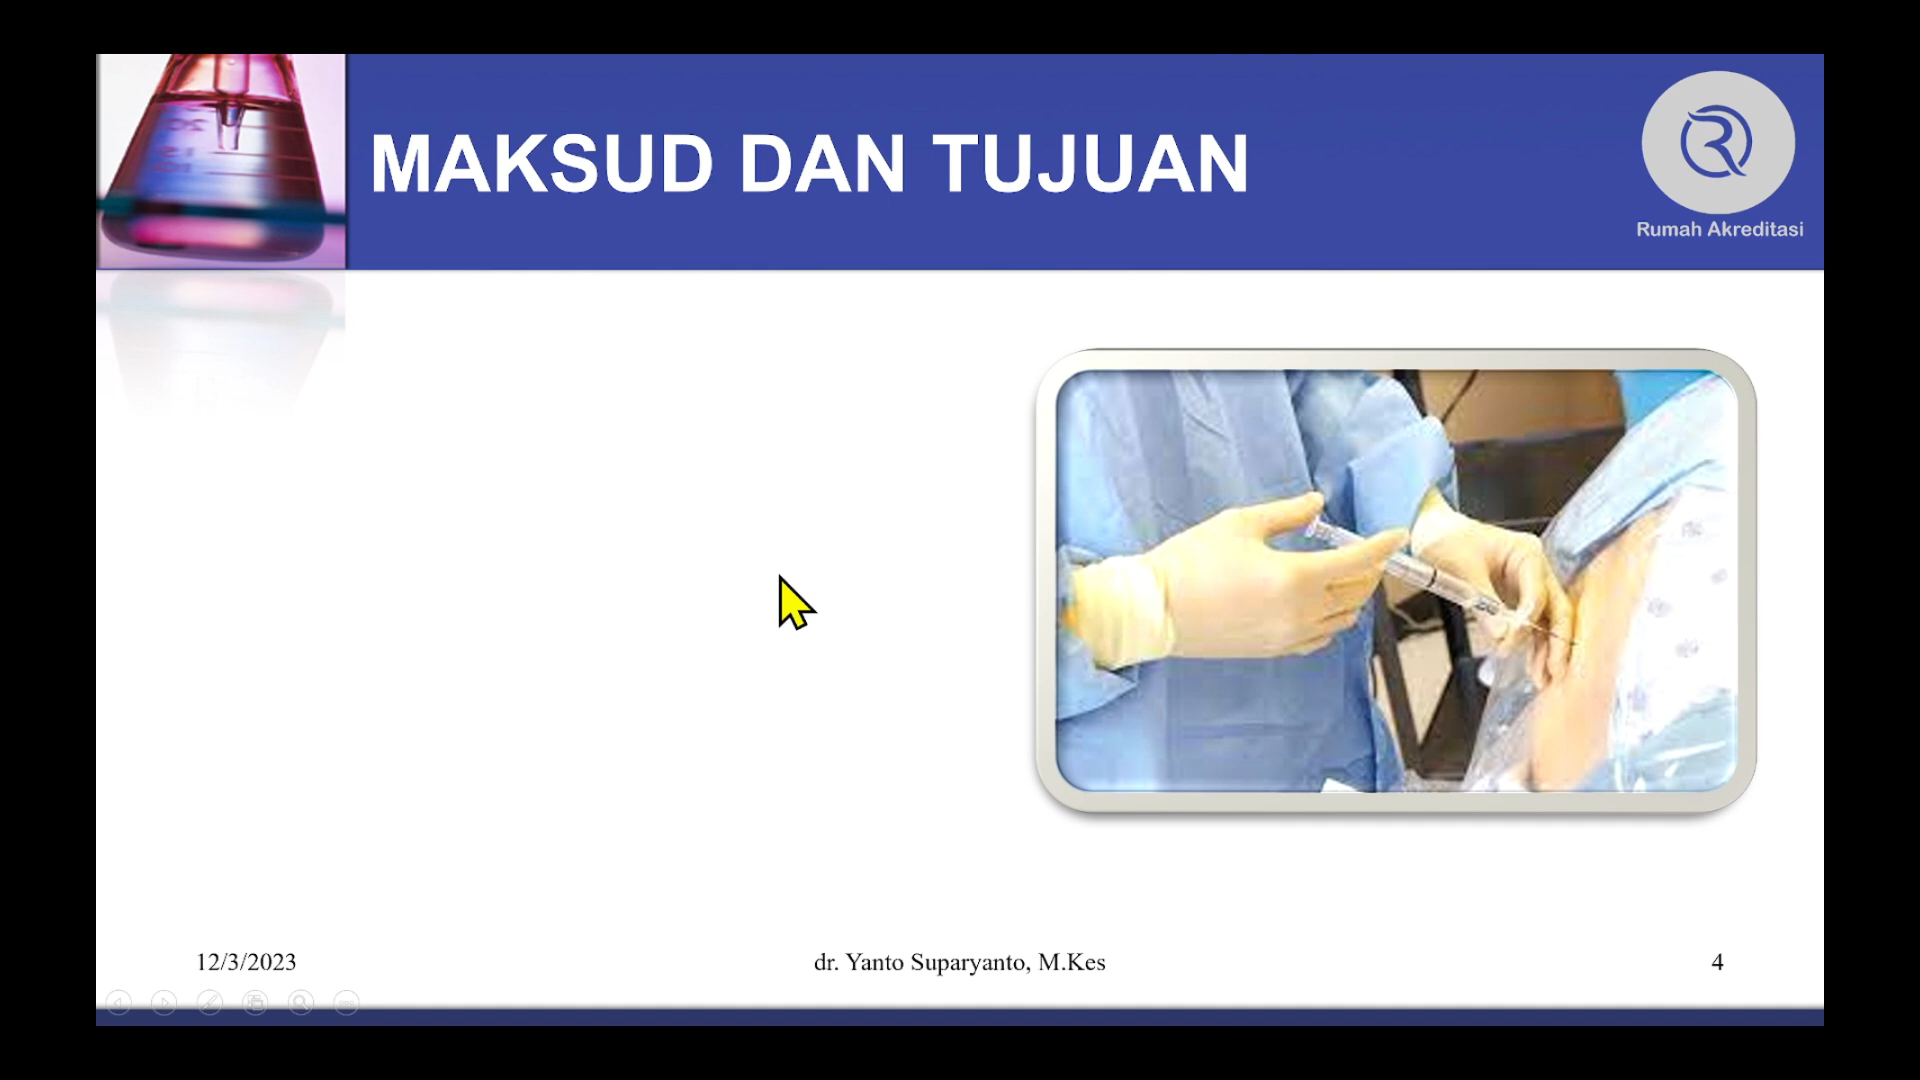 MAKSUD DAN TUJUAN
Rumah Akreditasi
12/3/2023
dr. Yanto Suparyanto, M.Kes
4